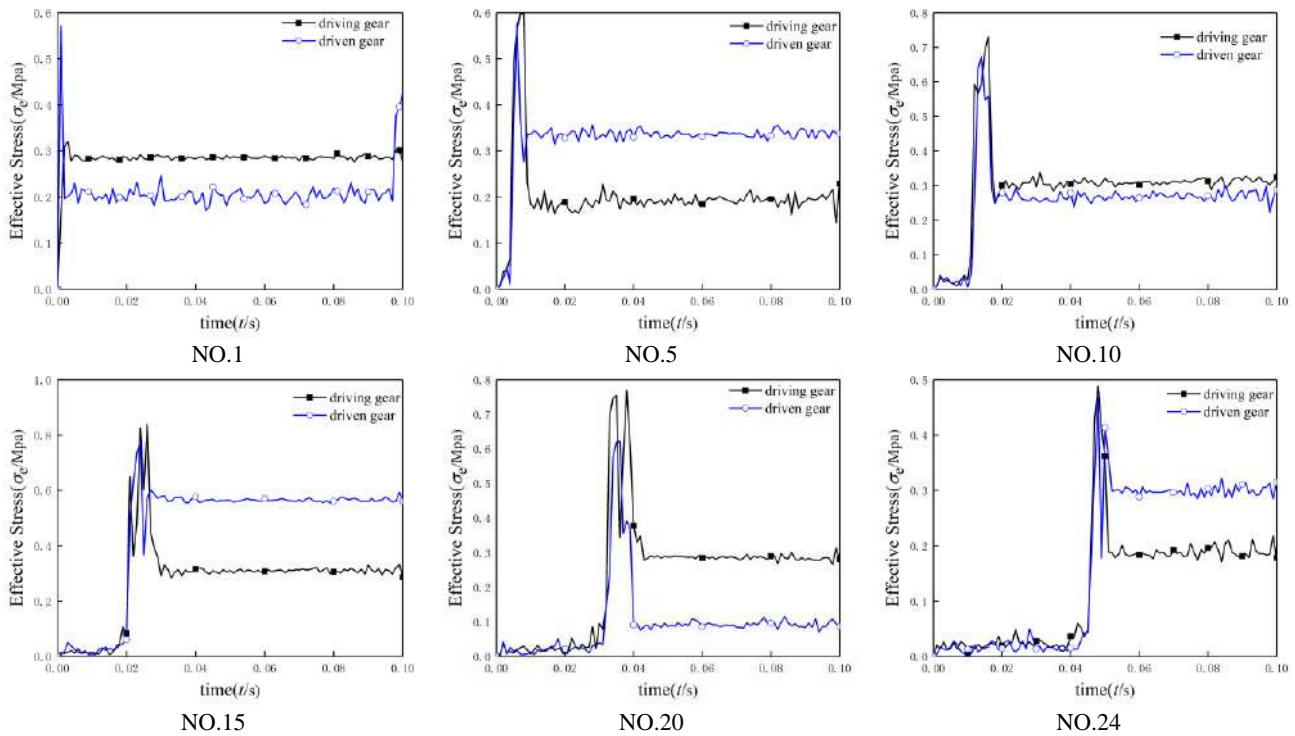 0.6
0.5
0.4
0.3
0.2
0.1
0.0
Effective Stress(σe/Mpa)
driving gear
driven gear
0.00 0.02 0.04 0.06 0.08 0.10
time(t/s)
NO.1
0.6
0.5
0.4
0.3
0.2
0.1
0.0
Effective Stress(σe/Mpa)
driving gear
driven gear
0.00 0.02 0.04 0.06 0.08 0.10
time(t/s)
NO.5
0.8
0.7
0.6
0.5
0.4
0.3
0.2
0.1
0.0
Effective Stress(σe/Mpa)
driving gear
driven gear
0.00 0.02 0.04 0.06 0.08 0.10
time(t/s)
NO.10
1.0
0.8
0.6
0.4
0.2
0.0
Effective Stress(σe/Mpa)
driving gear
driven gear
0.00 0.02 0.04 0.06 0.08 0.10
time(t/s)
NO.15
0.8
0.7
0.6
0.5
0.4
0.3
0.2
0.1
0.0
Effective Stress(σe/Mpa)
driving gear
driven gear
0.00 0.02 0.04 0.06 0.08 0.10
time(t/s)
NO.20
0.5
0.4
0.3
0.2
0.1
0.0
Effective Stress(σe/Mpa)
driving gear
driven gear
0.00 0.02 0.04 0.06 0.08 0.10
time(t/s)
NO.24